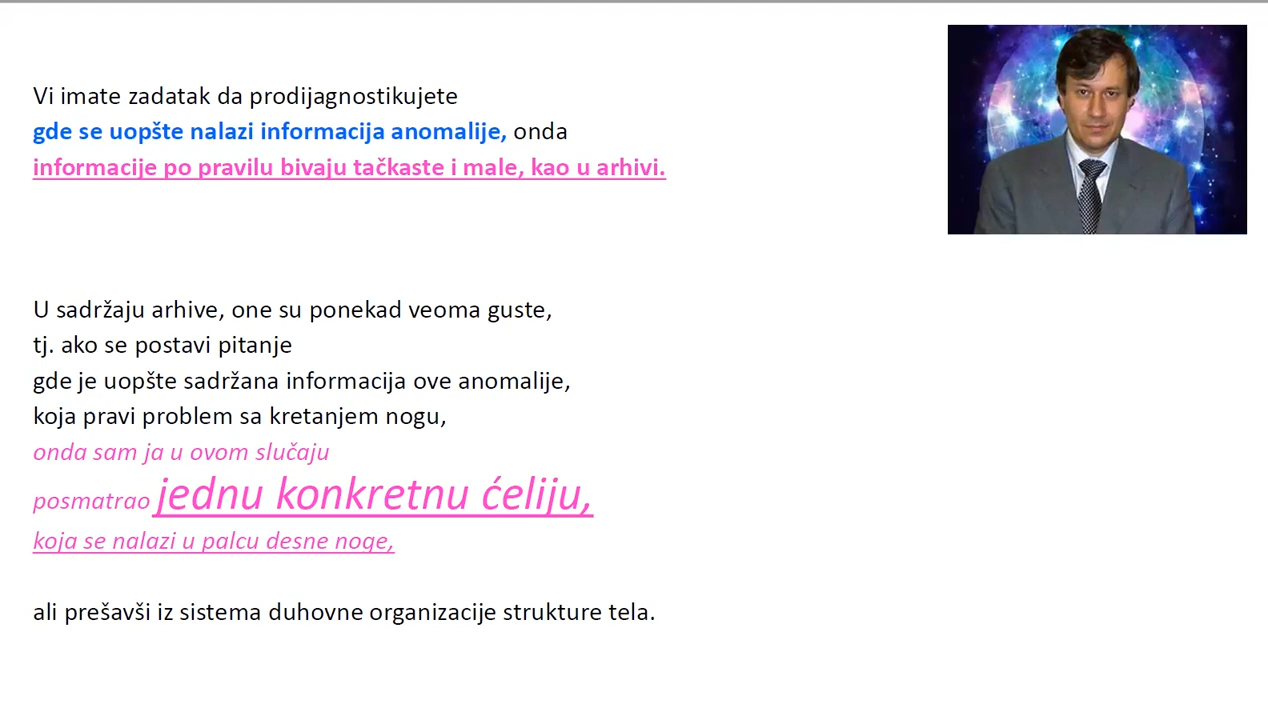 Vi imate zadatak da prodijagnostikujete
gde se uopšte nalazi informacija anomalije, onda
informacije po pravilu bivaju tačkaste i male, kao u arhivi.
U sadržaju arhive, one su ponekad veoma guste,
tj. ako se postavi pitanje
gde je uopšte sadržana informacija ove anomalije,
koja pravi problem sa kretanjem nogu,
onda sam ja u ovom slučaju
posmatrao jednu konkretnu ćeliju,
koja se nalazi u palcu desne noge,
ali prešavši iz sistema duhovne organizacije strukture tela.